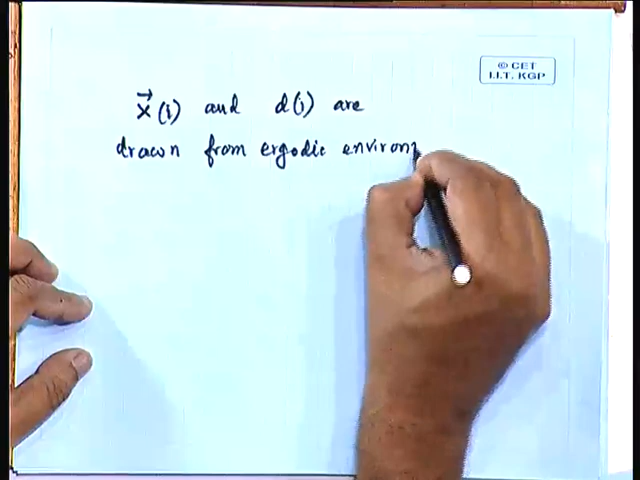 © CET
I.I.T. KGP
x⃗(i) and d(i) are
drawn from ergodic environ